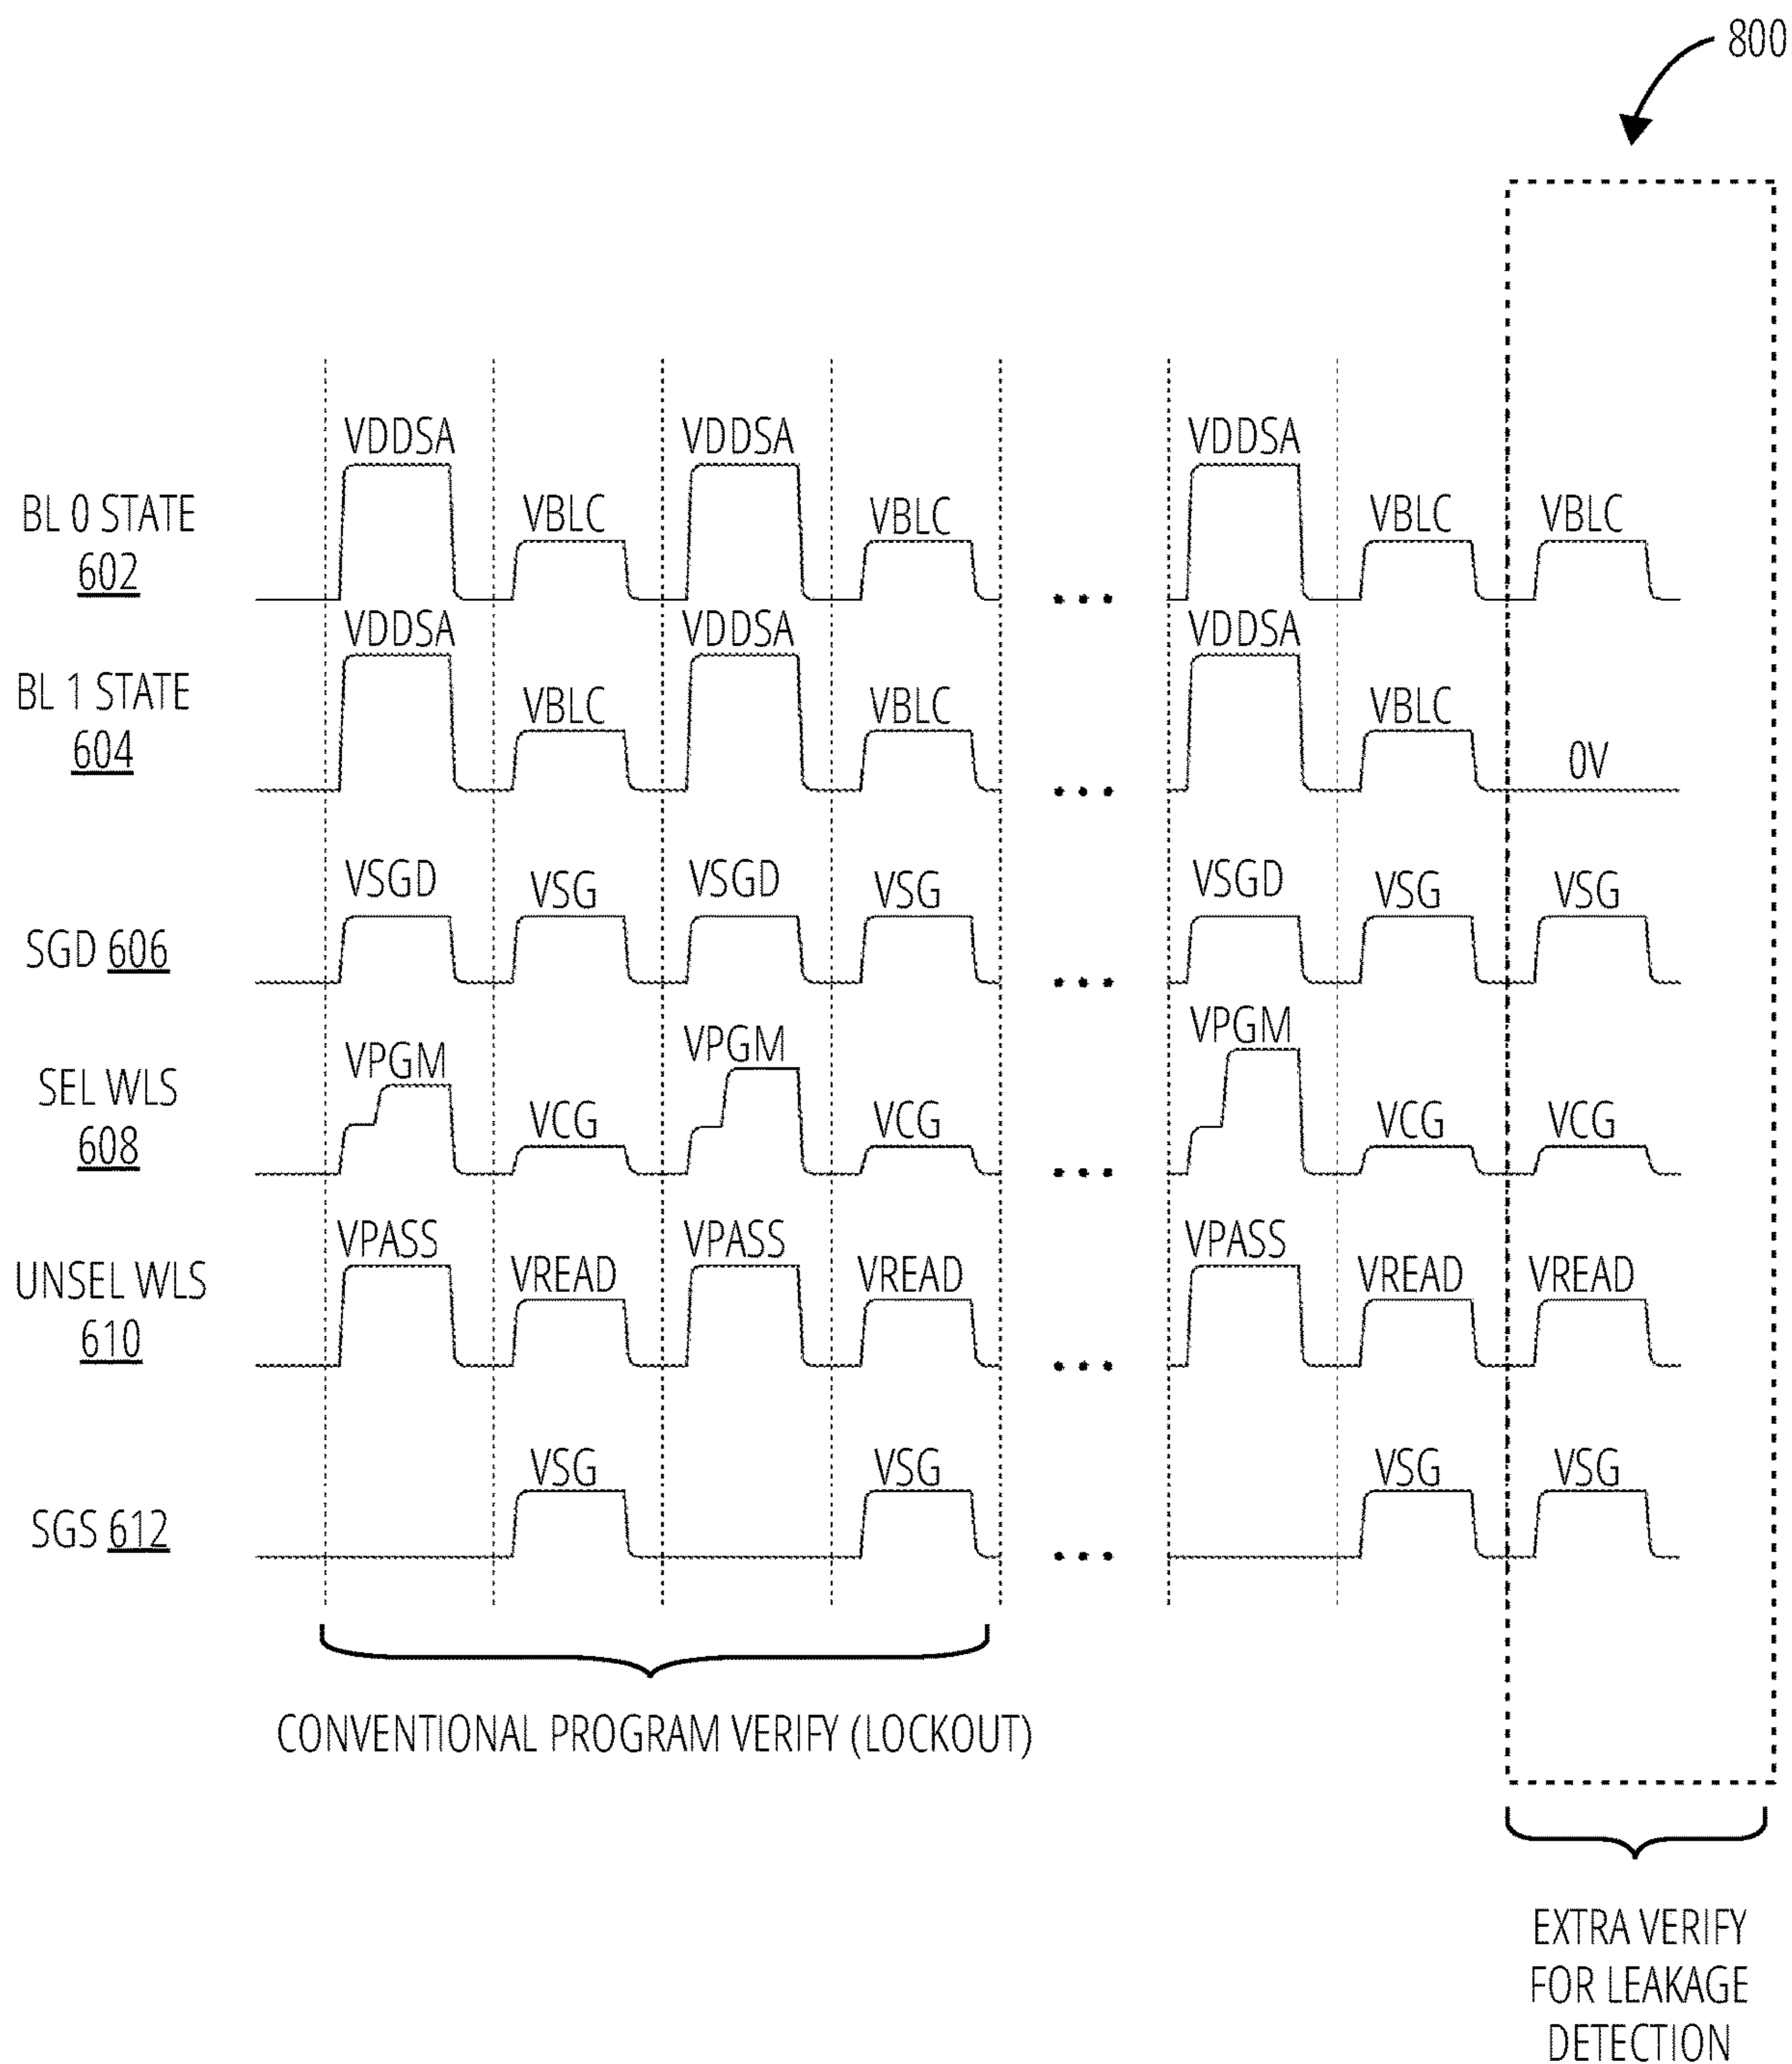 800
VDDSA VDDSA VDDSA
BL 0 STATE VBLC VBLC VBLC VBLC
602
VDDSA VDDSA VDDSA
BL 1 STATE VBLC VBLC VBLC
604 0V
VSGD VSG VSGD VSG VSGD VSG VSG
SGD 606
VPGM VPGM VPGM
SEL WLS VCG VCG VCG VCG
608
VPASS VPASS VPASS
UNSEL WLS VREAD VREAD VREAD VREAD
610
VSG VSG VSG VSG
SGS 612
CONVENTIONAL PROGRAM VERIFY (LOCKOUT)
EXTRA VERIFY
FOR LEAKAGE
DETECTION